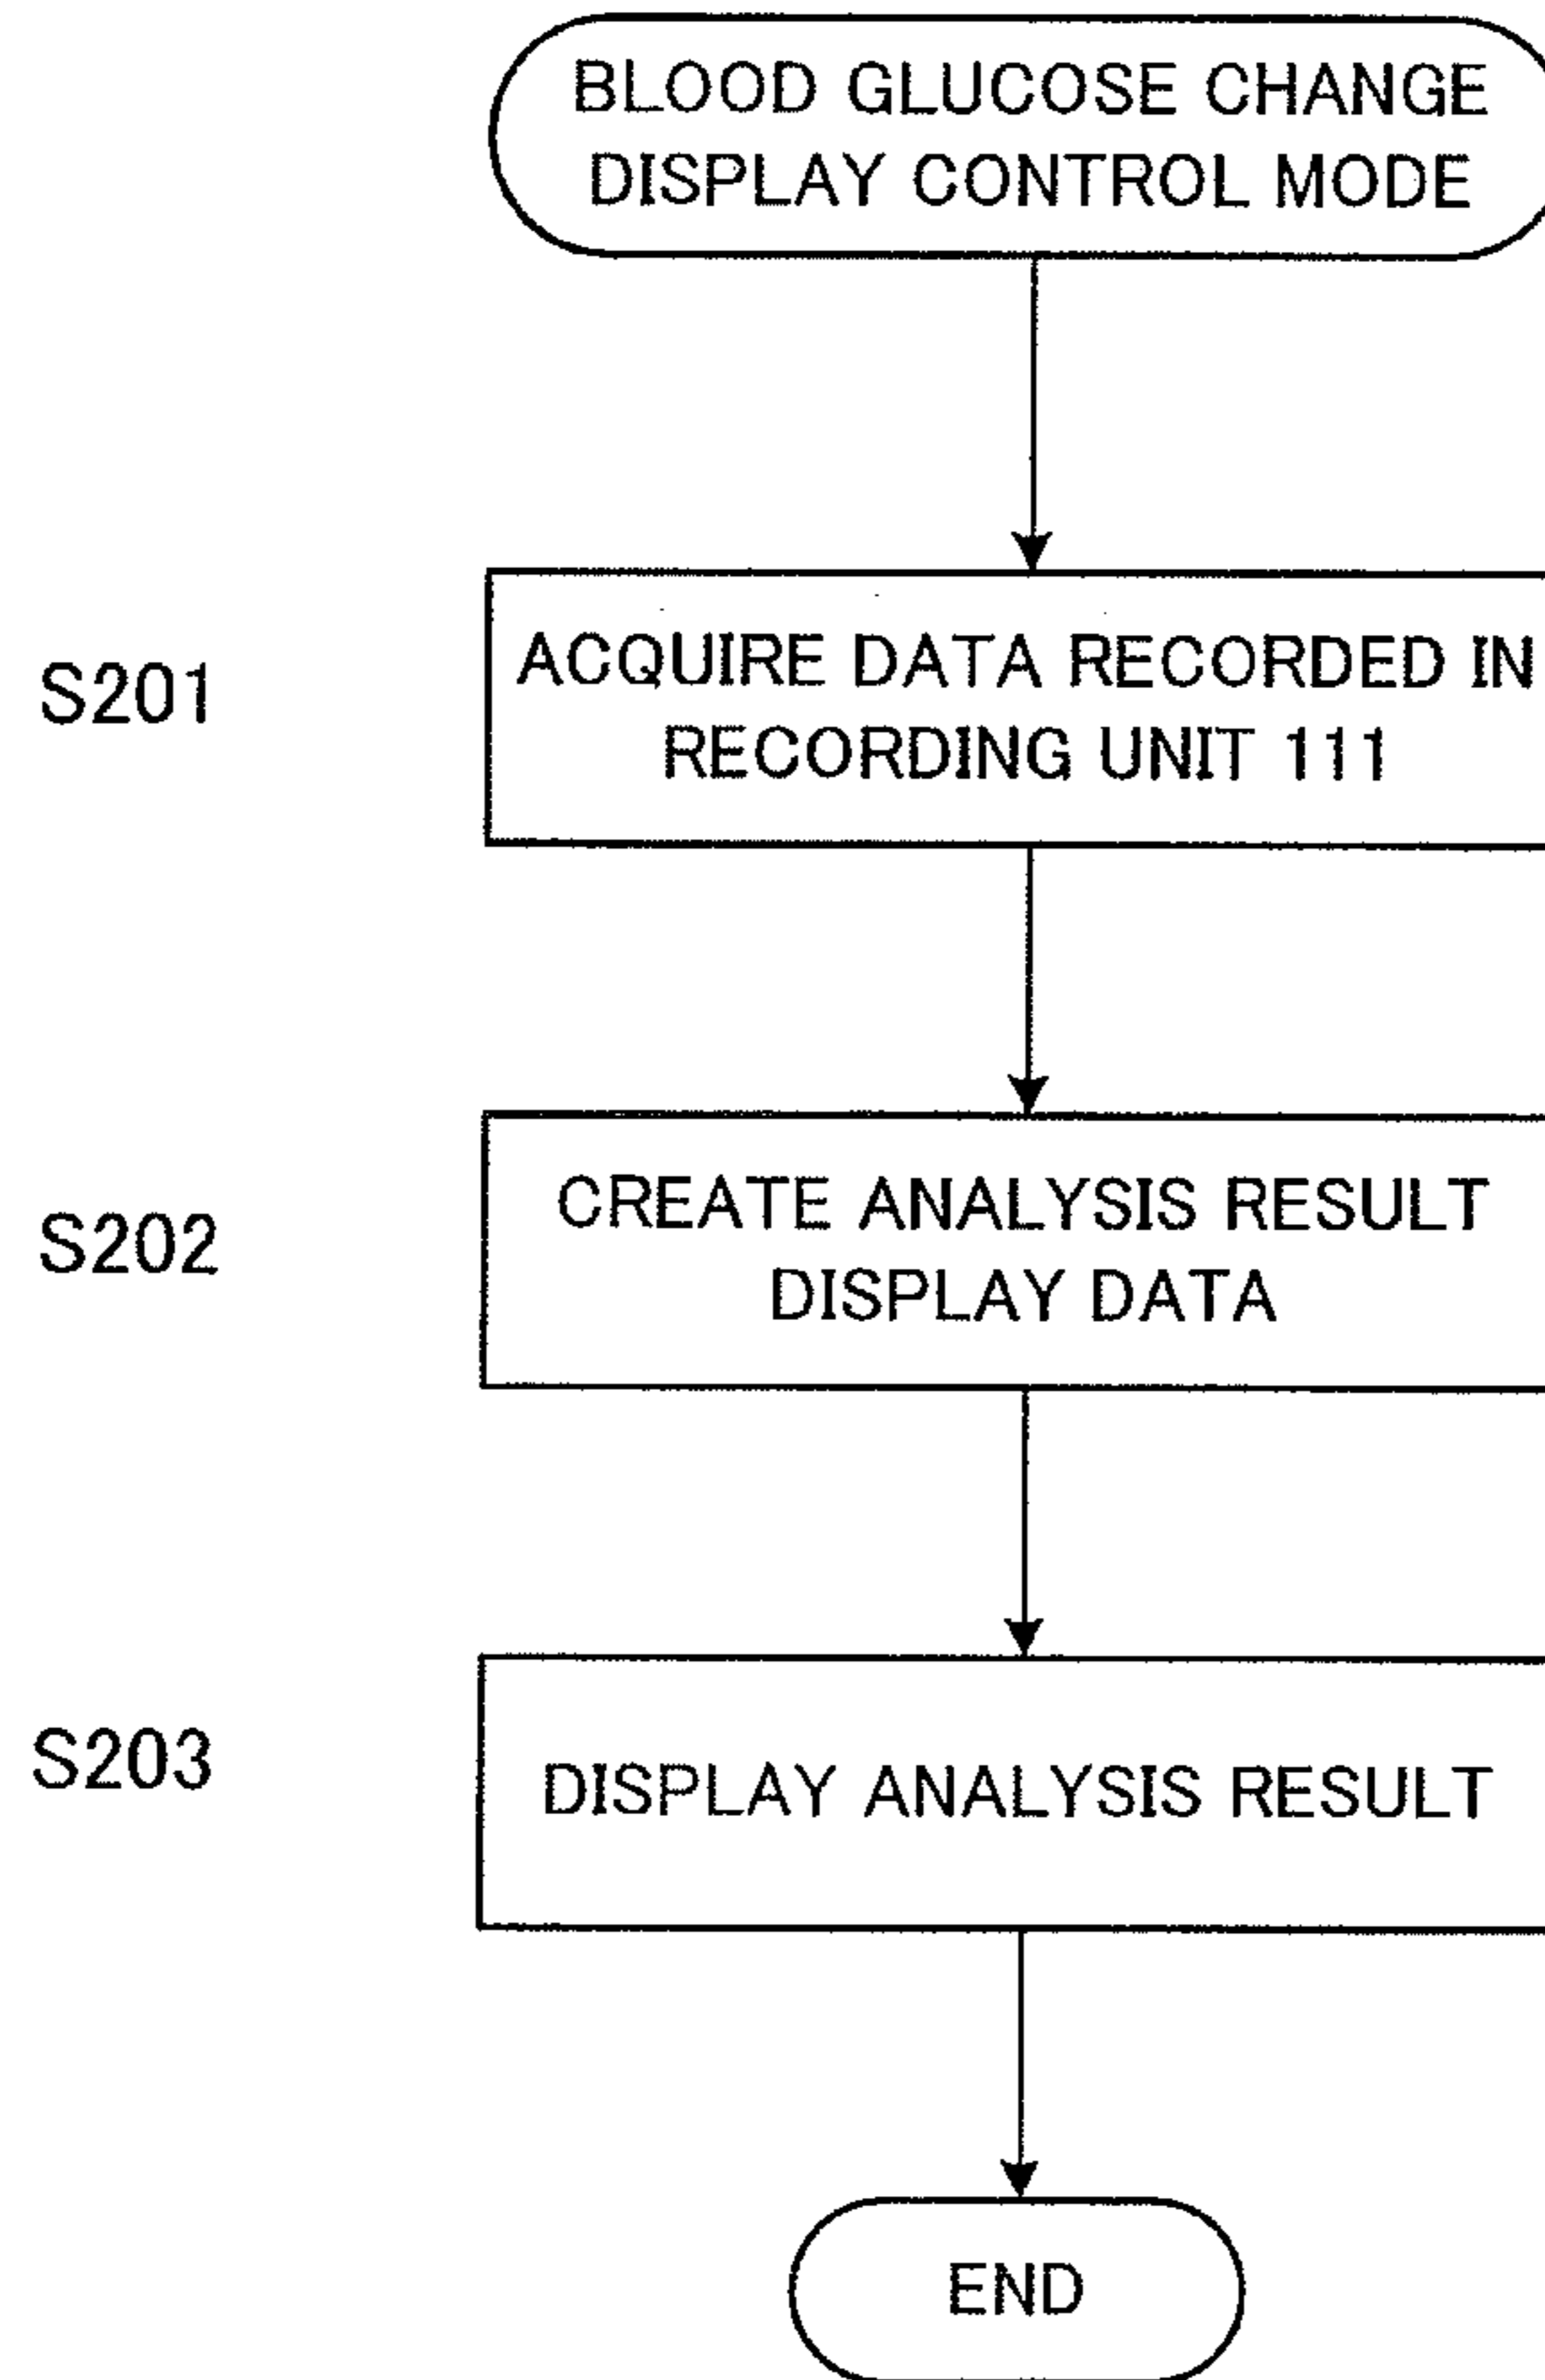 BLOOD GLUCOSE CHANGE
DISPLAY CONTROL MODE
S201
ACQUIRE DATA RECORDED IN
RECORDING UNIT 111
S202
CREATE ANALYSIS RESULT
DISPLAY DATA
S203
DISPLAY ANALYSIS RESULT
END